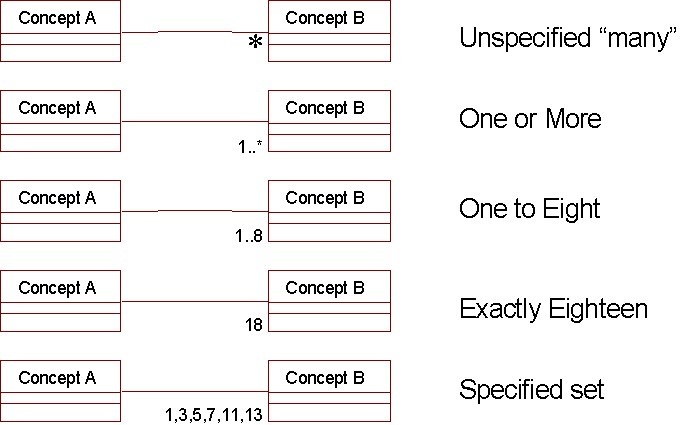 Concept A Concept B Unspecified “many”
*
Concept A Concept B One or More
1..*
Concept A Concept B One to Eight
1..8
Concept A Concept B Exactly Eighteen
18
Concept A Concept B Specified set
1,3,5,7,11,13